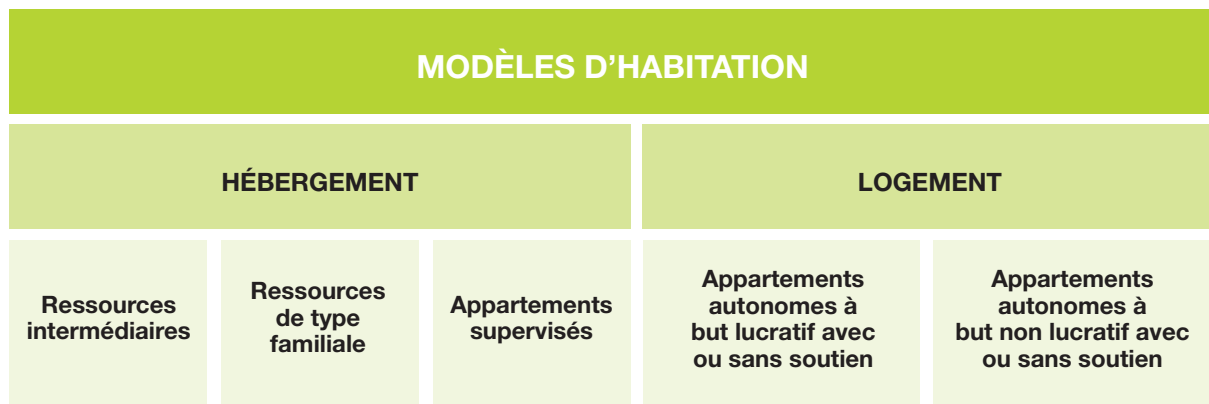 MODÈLES D’HABITATION
HÉBERGEMENT
LOGEMENT
Ressources
intermédiaires
Ressources
de type
familiale
Appartements
supervisés
Appartements
autonomes à
but lucratif avec
ou sans soutien
Appartements
autonomes à
but non lucratif avec
ou sans soutien